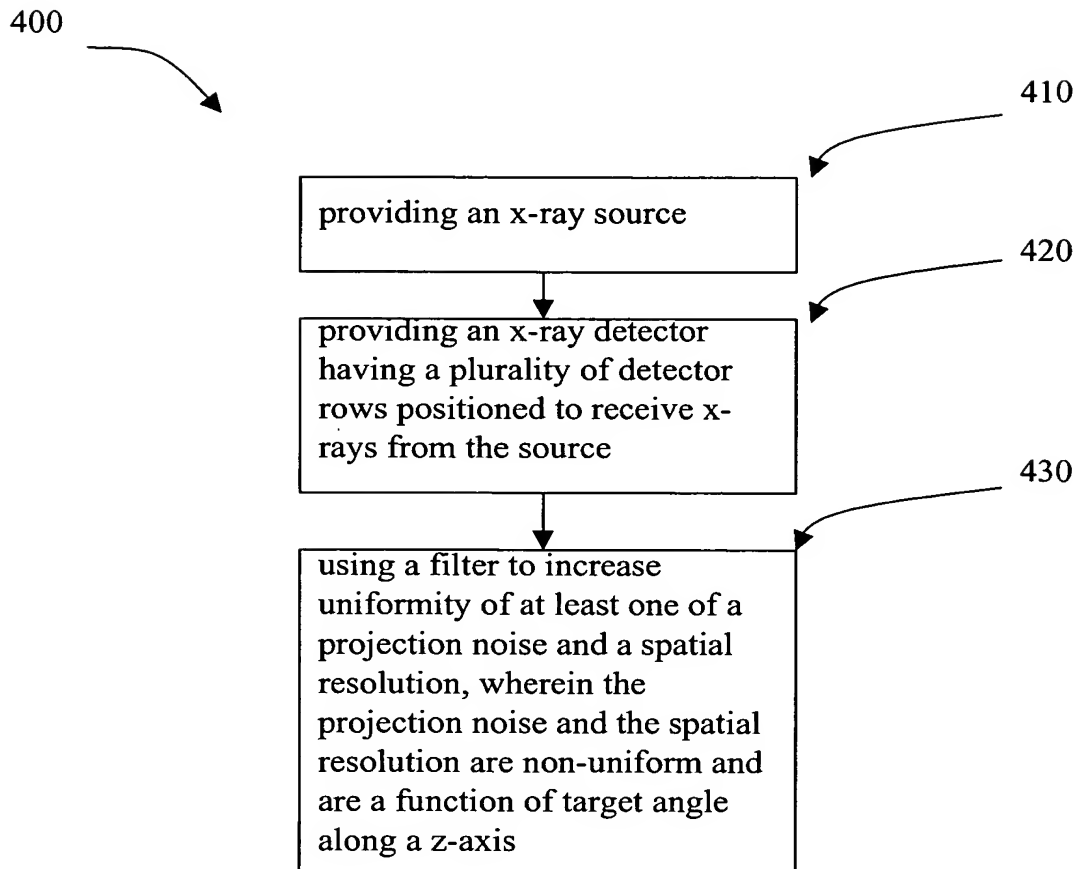 400
410
providing an x-ray source
420
providing an x-ray detector
having a plurality of detector
rows positioned to receive x-
rays from the source
430
using a filter to increase
uniformity of at least one of a
projection noise and a spatial
resolution, wherein the
projection noise and the spatial
resolution are non-uniform and
are a function of target angle
along a z-axis